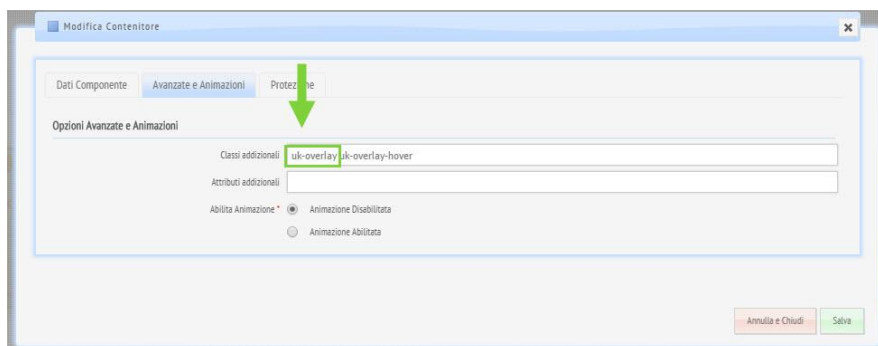 Modifica Contenitore
Dati Componente Avanzate e Animazioni Protezione
Opzioni Avanzate e Animazioni
Classi addizionali uk-overlay uk-overlay-hover
Attributi addizionali
Abilita Animazione * Animazione Disabilitata
Animazione Abilitata
Annulla e Chiudi Salva